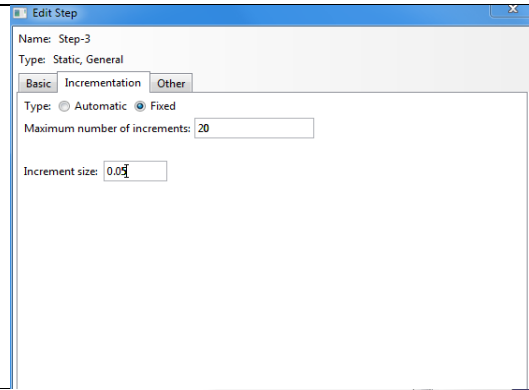 Edit Step
Name: Step-3
Type: Static, General
Basic Incrementation Other
Type: Automatic Fixed
Maximum number of increments: 20
Increment size: 0.05